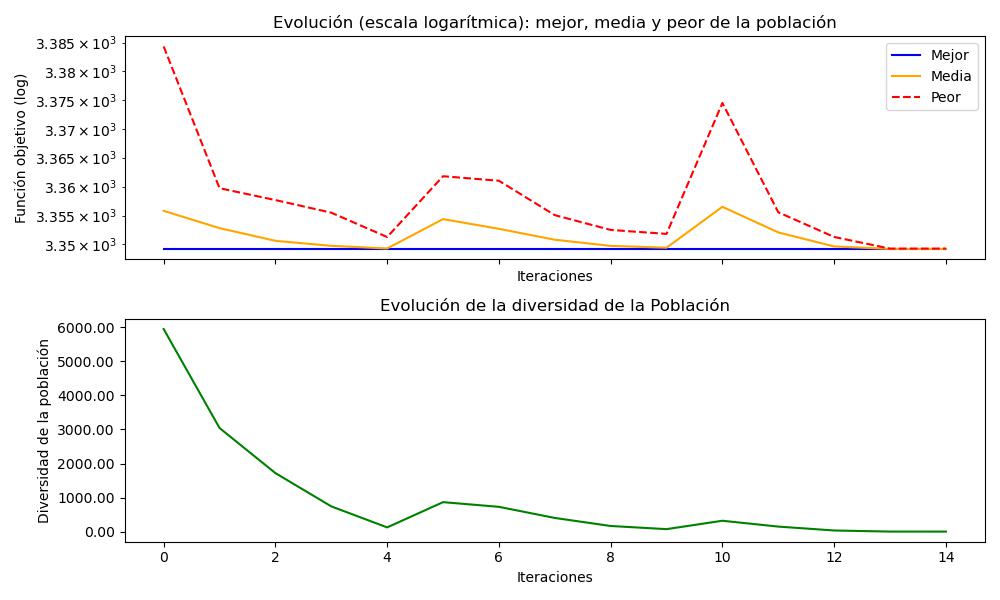 Evolución (escala logarítmica): mejor, media y peor de la población
3.385 × 10³
3.38 × 10³
3.375 × 10³
3.37 × 10³
3.365 × 10³
3.36 × 10³
3.355 × 10³
3.35 × 10³
Función objetivo (log)
Mejor
Media
Peor
Iteraciones
Evolución de la diversidad de la Población
6000.00
5000.00
4000.00
3000.00
2000.00
1000.00
0.00
Diversidad de la población
0 2 4 6 8 10 12 14
Iteraciones